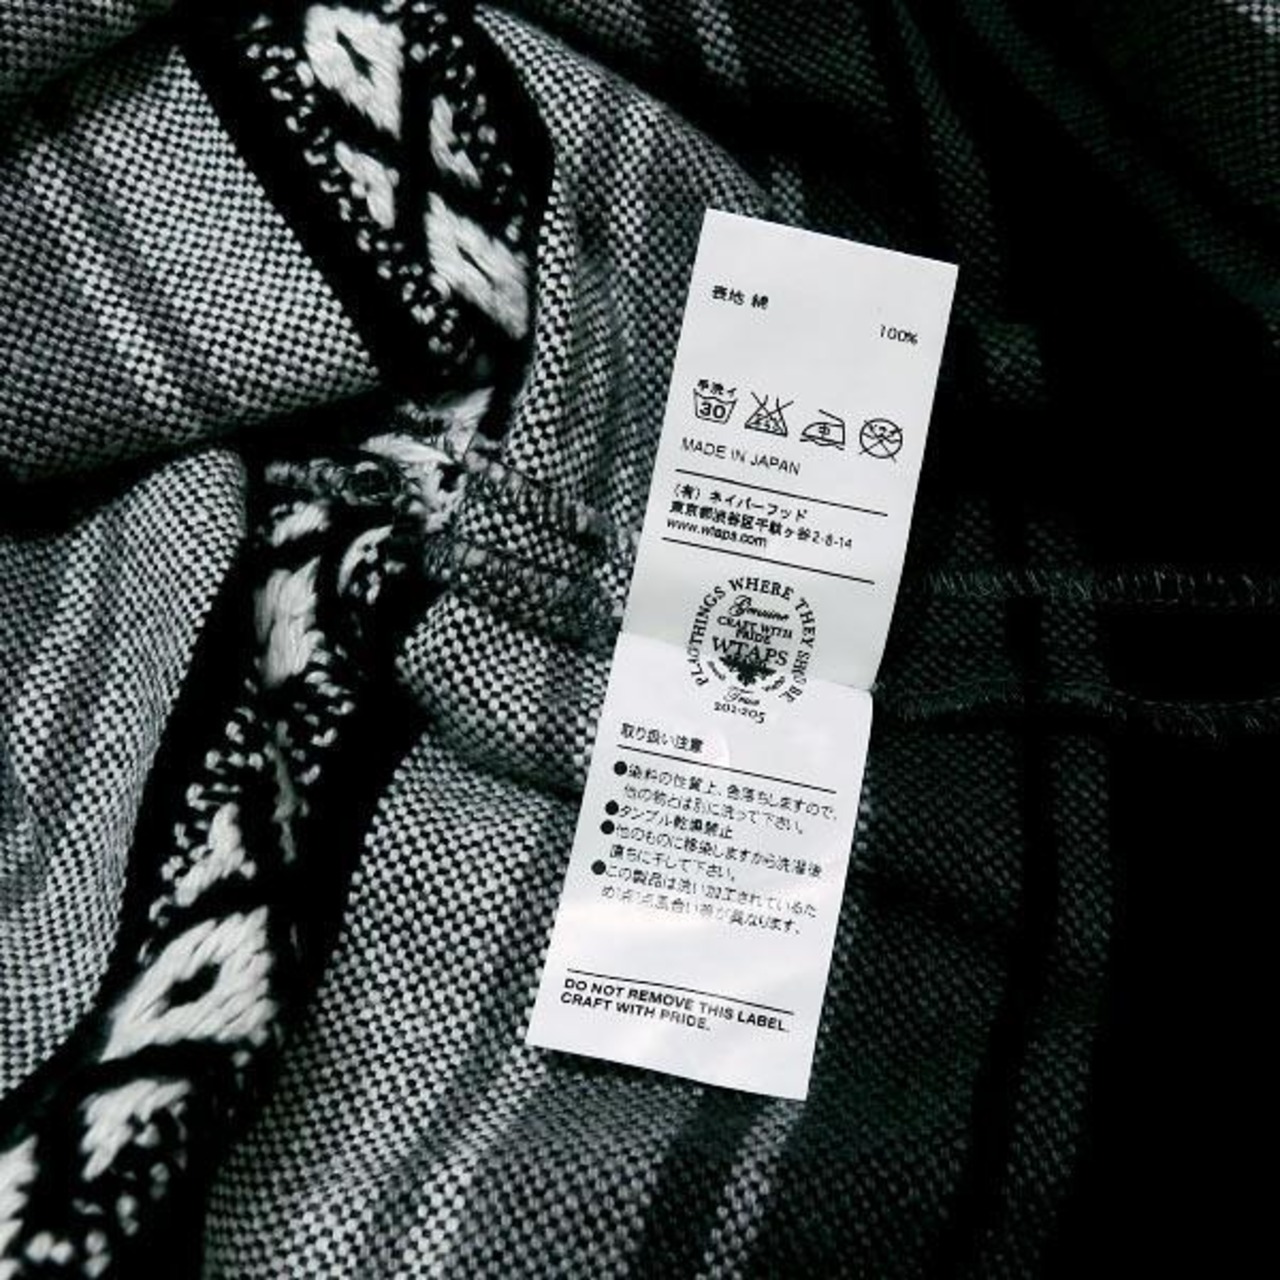 表地 綿
100%
手洗イ
30
中
MADE IN JAPAN
(有) ネイバーフッド
東京都渋谷区千駄ヶ谷2-8-14
www.wtaps.com
PLACING THINGS WHERE THEY SHOULD BE
Genuine
CRAFT WITH
PRIDE
WTAPS
True
201-205
取り扱い注意
●染料の性質上、色落ちしますので、
他の物とは別に洗って下さい。
●タンブル乾燥禁止
●他のものに移染しますから洗濯後
直ちに干して下さい。
●この製品は洗い加工されているた
め1点1点風合い等が異なります。
DO NOT REMOVE THIS LABEL.
CRAFT WITH PRIDE.